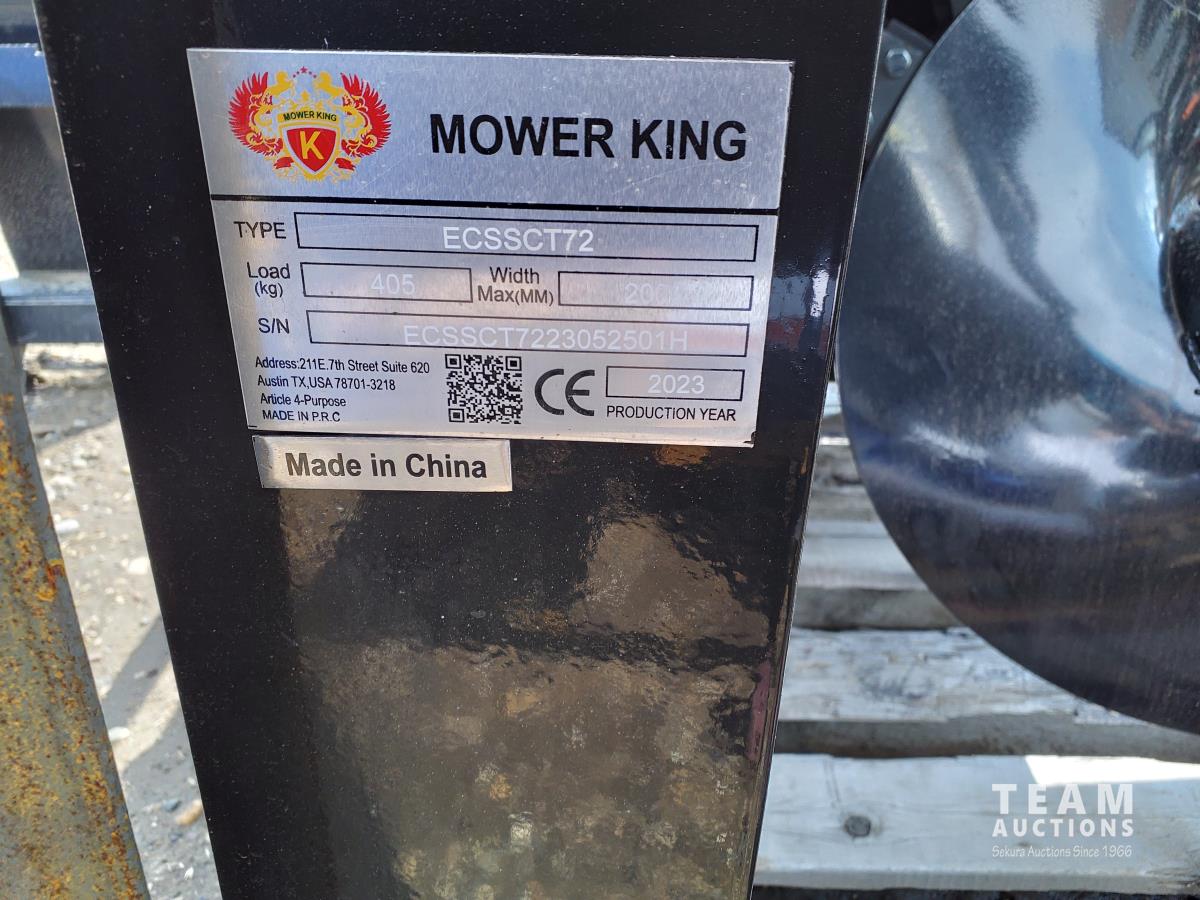 MOWER KING
K
MOWER KING
TYPE ECSSCT72
Load (kg) 405 Width Max(MM)
S/N ECSSCT7223052501H
Address:211E.7th Street Suite 620
Austin TX,USA 78701-3218
Article 4-Purpose
MADE IN P.R.C
CE
2023
PRODUCTION YEAR
Made in China
TEAM
AUCTIONS
Sekura Auctions Since 1966